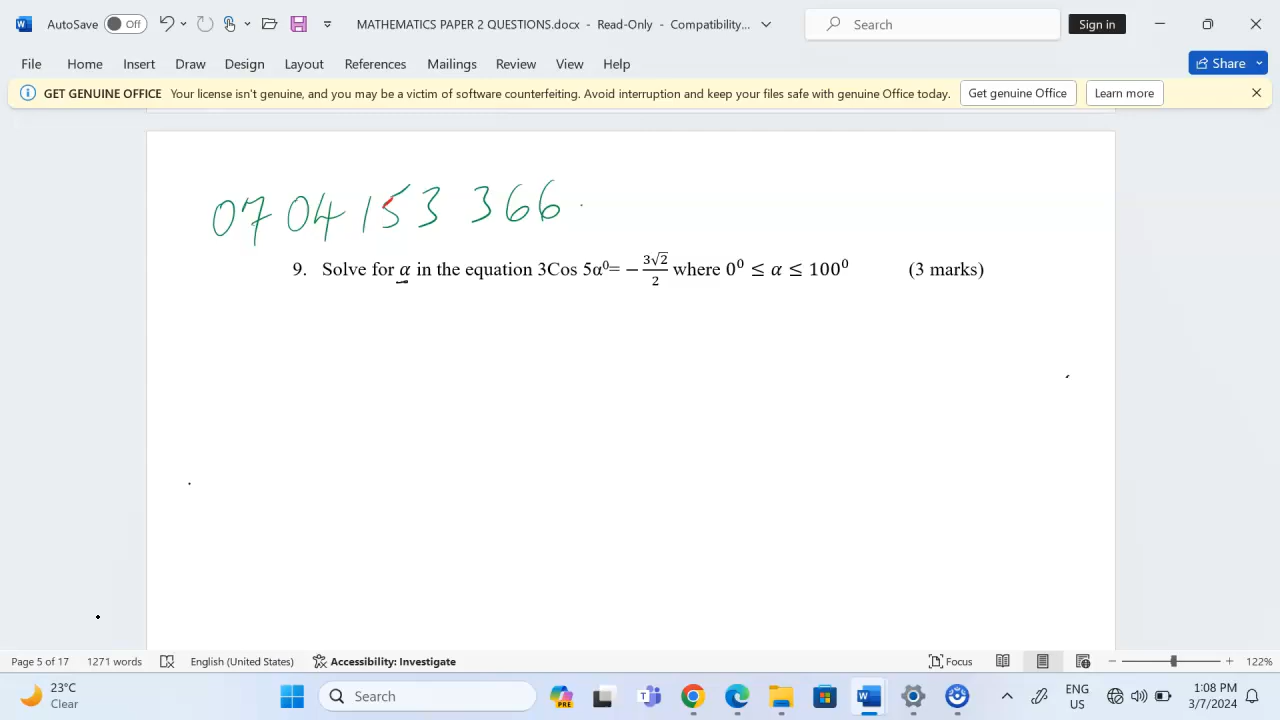 AutoSave Off MATHEMATICS PAPER 2 QUESTIONS.docx - Read-Only - Compatibility... Search Sign in
File Home Insert Draw Design Layout References Mailings Review View Help Share
GET GENUINE OFFICE Your license isn't genuine, and you may be a victim of software counterfeiting. Avoid interruption and keep your files safe with genuine Office today. Get genuine Office Learn more
0704153 366
9. Solve for α in the equation 3Cos 5α⁰= −3√2/2 where 0⁰ ≤ α ≤ 100⁰ (3 marks)
Page 5 of 17 1271 words English (United States) Accessibility: Investigate Focus 122%
23°C
Clear
Search
PRE
ENG
US
1:08 PM
3/7/2024